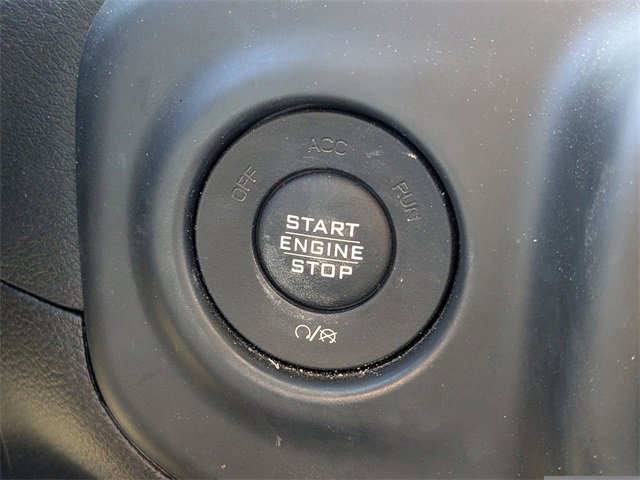 OFF
ACC
RUN
START
ENGINE
STOP